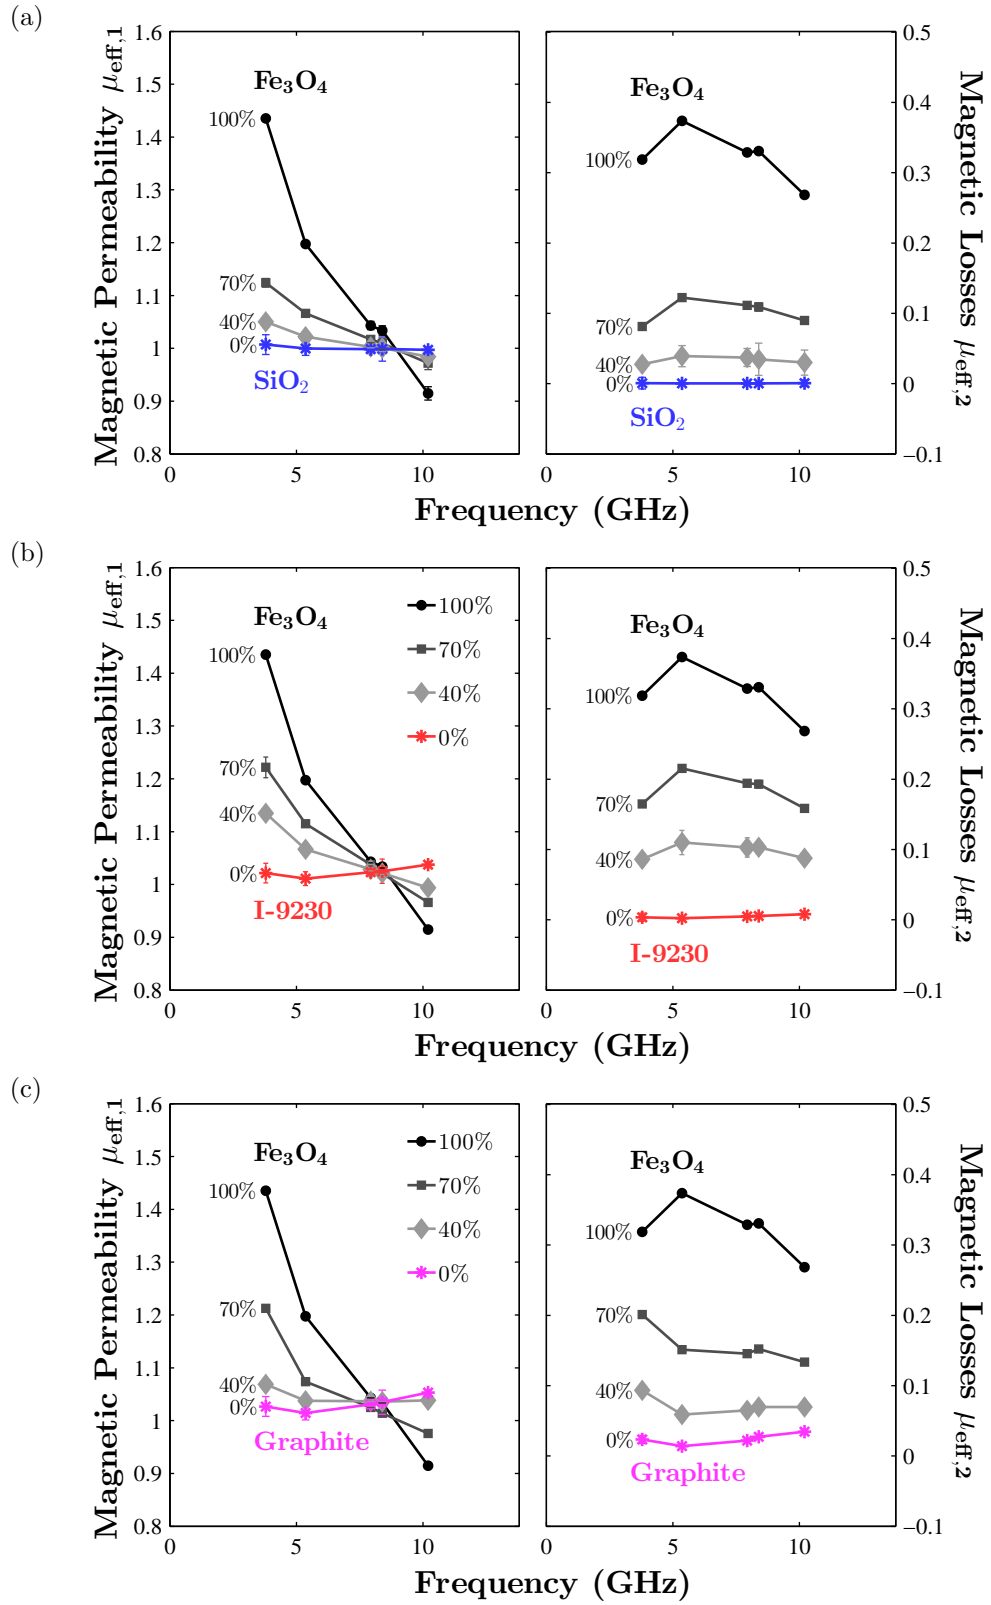 (a)
Magnetic Permeability μeff,1
1.6
1.5
1.4
1.3
1.2
1.1
1
0.9
0.8
Fe₃O₄
100%
70%
40%
0%
SiO₂
0 5 10
Fe₃O₄
100%
70%
40%
0%
SiO₂
0 5 10
0.5
0.4
0.3
0.2
0.1
0
−0.1
Magnetic Losses μeff,2
Frequency (GHz)
(b)
Magnetic Permeability μeff,1
1.6
1.5
1.4
1.3
1.2
1.1
1
0.9
0.8
Fe₃O₄
100%
70%
40%
0%
I-9230
100%
70%
40%
0%
0 5 10
Fe₃O₄
100%
70%
40%
0%
I-9230
0 5 10
0.5
0.4
0.3
0.2
0.1
0
−0.1
Magnetic Losses μeff,2
Frequency (GHz)
(c)
Magnetic Permeability μeff,1
1.6
1.5
1.4
1.3
1.2
1.1
1
0.9
0.8
Fe₃O₄
100%
70%
40%
0%
Graphite
100%
70%
40%
0%
0 5 10
Fe₃O₄
100%
70%
40%
0%
Graphite
0 5 10
0.5
0.4
0.3
0.2
0.1
0
−0.1
Magnetic Losses μeff,2
Frequency (GHz)